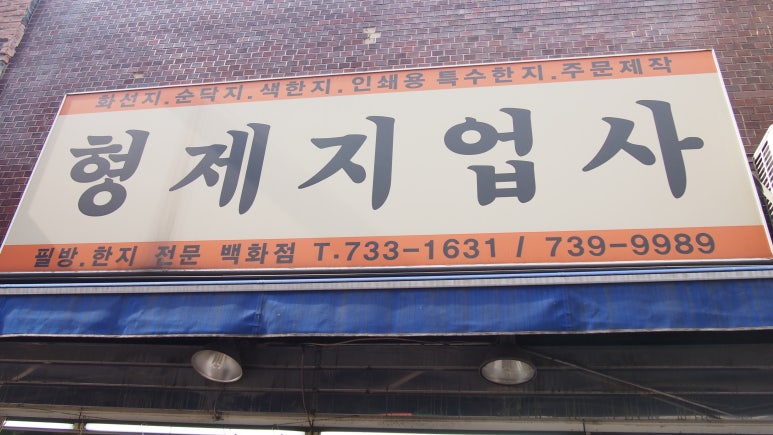 화선지.순닥지.색한지.인쇄용 특수한지.주문제작
형제지업사
필방.한지 전문 백화점 T.733-1631 / 739-9989